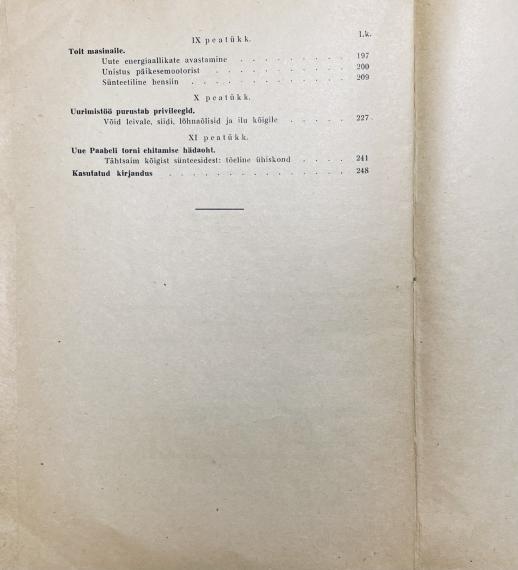 Lk.
IX peatükk.
Toit masinaile.
Uute energiaallikate avastamine . . . . . . . . . 197
Unistus päikesemootorist . . . . . . . . . . 200
Sünteetiline bensiin . . . . . . . . . . . 209
X peatükk.
Uurimistöö purustab privileegid.
Võid leivale, siidi, lõhnaõlisid ja ilu kõigile . . . . . 227
XI peatükk.
Uue Paabeli torni ehitamise hädaoht.
Tähtsaim kõigist sünteesidest: tõeline ühiskond . . . . 241
Kasutatud kirjandus . . . . . . . . . . . . . 248